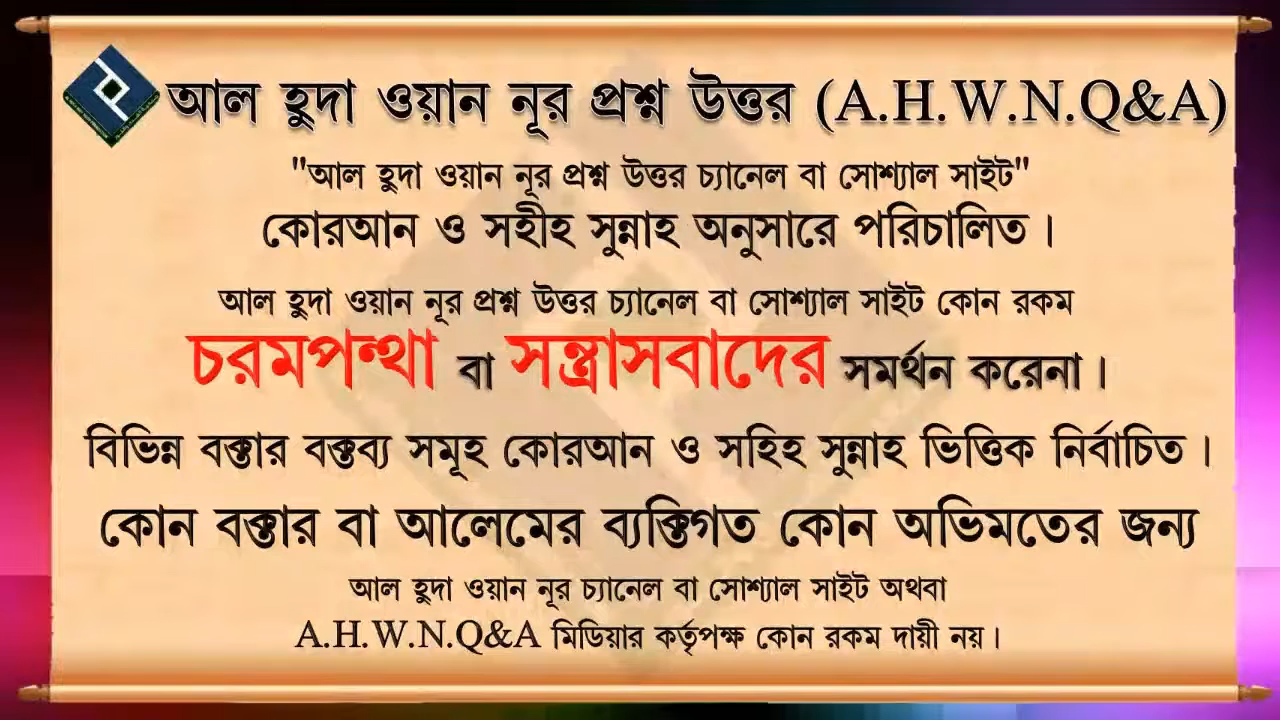 আল হুদা ওয়ান নূর প্রশ্ন উত্তর (A.H.W.N.Q&A)
"আল হুদা ওয়ান নূর প্রশ্ন উত্তর চ্যানেল বা সোশ্যাল সাইট"
কোরআন ও সহীহ সুন্নাহ অনুসারে পরিচালিত ।
আল হুদা ওয়ান নূর প্রশ্ন উত্তর চ্যানেল বা সোশ্যাল সাইট কোন রকম
চরমপন্থা বা সন্ত্রাসবাদের সমর্থন করেনা ।
বিভিন্ন বক্তার বক্তব্য সমূহ কোরআন ও সহিহ সুন্নাহ ভিত্তিক নির্বাচিত ।
কোন বক্তার বা আলেমের ব্যক্তিগত কোন অভিমতের জন্য
আল হুদা ওয়ান নূর চ্যানেল বা সোশ্যাল সাইট অথবা
A.H.W.N.Q&A মিডিয়ার কর্তৃপক্ষ কোন রকম দায়ী নয় ।